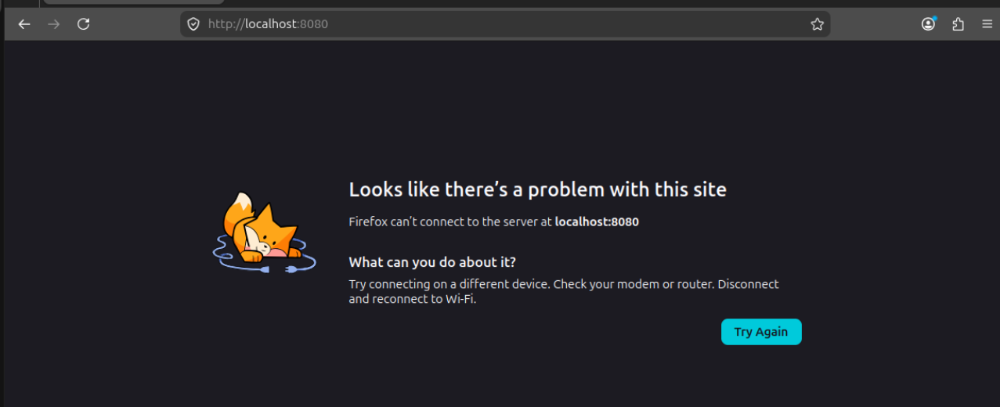 http://localhost:8080
Looks like there’s a problem with this site
Firefox can’t connect to the server at localhost:8080
What can you do about it?
Try connecting on a different device. Check your modem or router. Disconnect
and reconnect to Wi-Fi.
Try Again